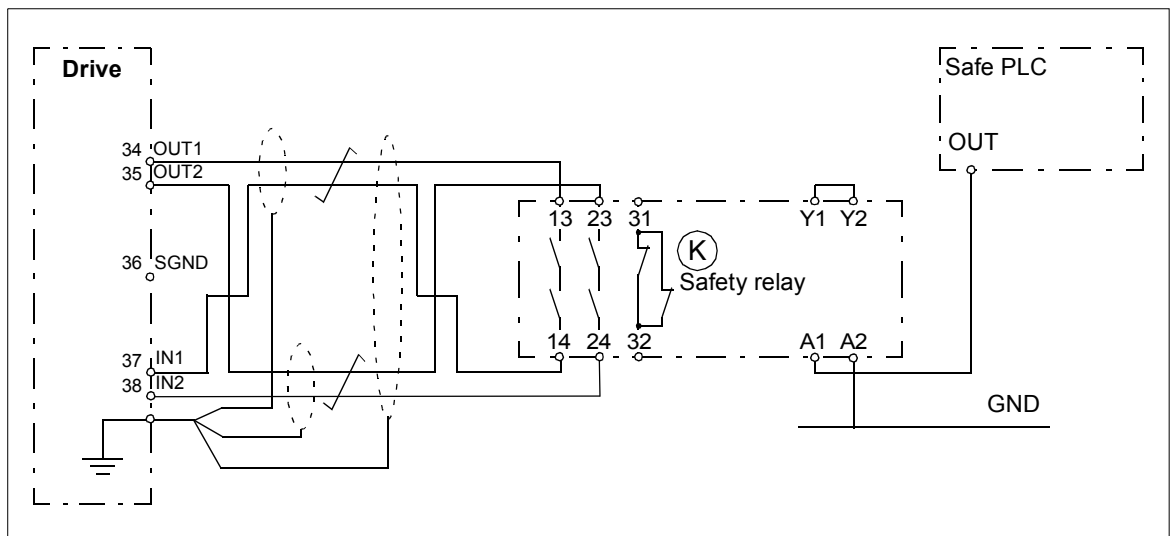 Drive
Safe PLC
OUT
34 OUT1
35 OUT2
36 SGND
37 IN1
38 IN2
13 23 31
Y1 Y2
K
Safety relay
14 24 32
A1 A2
GND